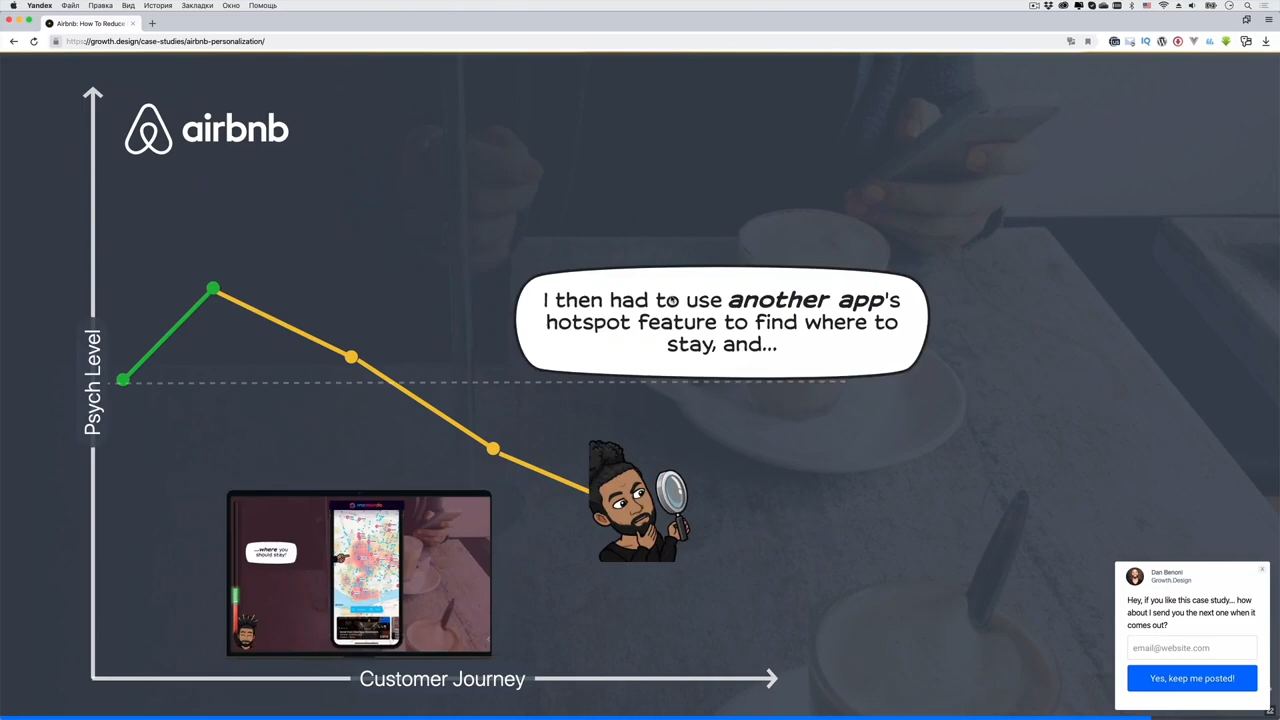 Yandex Файл Правка Вид История Закладки Окно Помощь
Airbnb: How To Reduce
https://growth.design/case-studies/airbnb-personalization/
airbnb
I then had to use another app's
hotspot feature to find where to
stay, and...
Psych Level
...where you
should stay!
Customer Journey
Dan Benoni
Growth.Design
X
Hey, if you like this case study... how
about I send you the next one when it
comes out?
email@website.com
Yes, keep me posted!